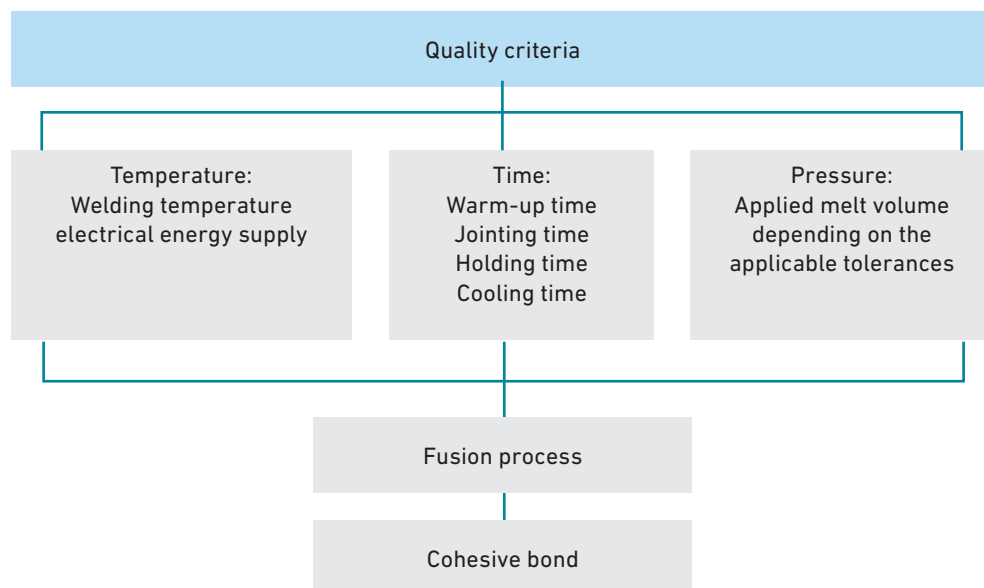 Quality criteria
Temperature:
Welding temperature
electrical energy supply
Time:
Warm-up time
Jointing time
Holding time
Cooling time
Pressure:
Applied melt volume
depending on the
applicable tolerances
Fusion process
Cohesive bond